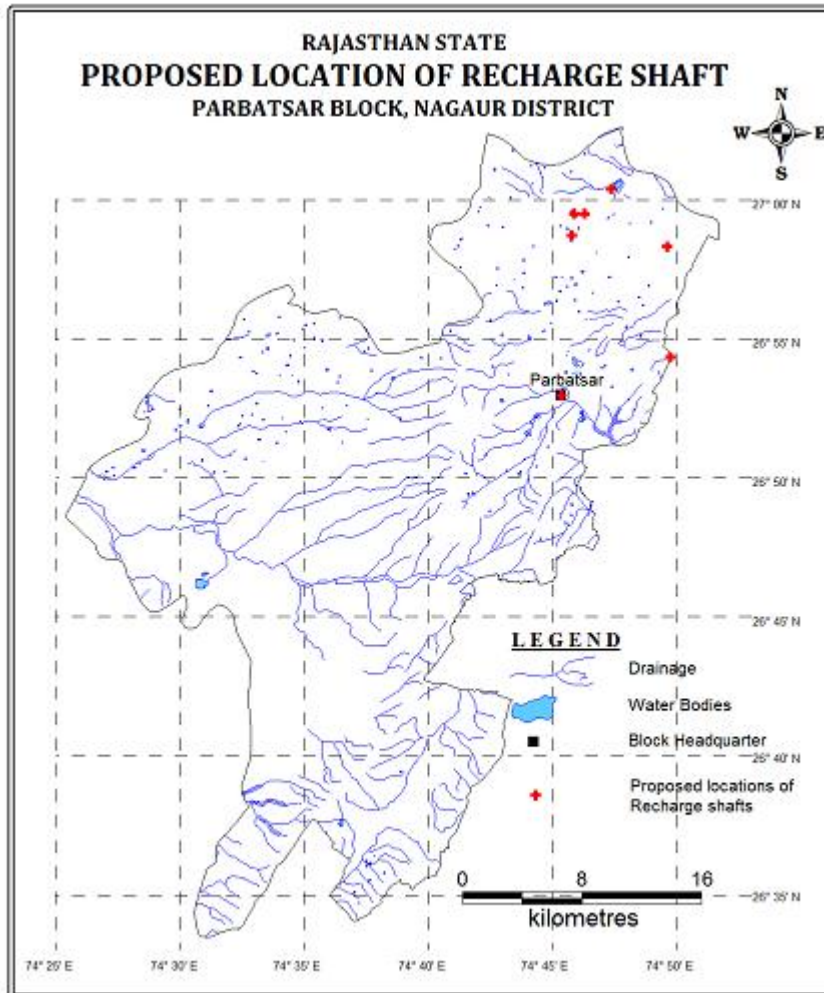 RAJASTHAN STATE
PROPOSED LOCATION OF RECHARGE SHAFT
PARBATSAR BLOCK, NAGAUR DISTRICT
N
W E
S
27° 00' N
26° 55' N
Parbatsar
26° 50' N
26° 45' N
LEGEND
Drainage
Water Bodies
Block Headquarter
26° 40' N
Proposed locations of
Recharge shafts
0 8 16
kilometres
26° 35' N
74° 25' E 74° 30' E 74° 35' E 74° 40' E 74° 45' E 74° 50' E